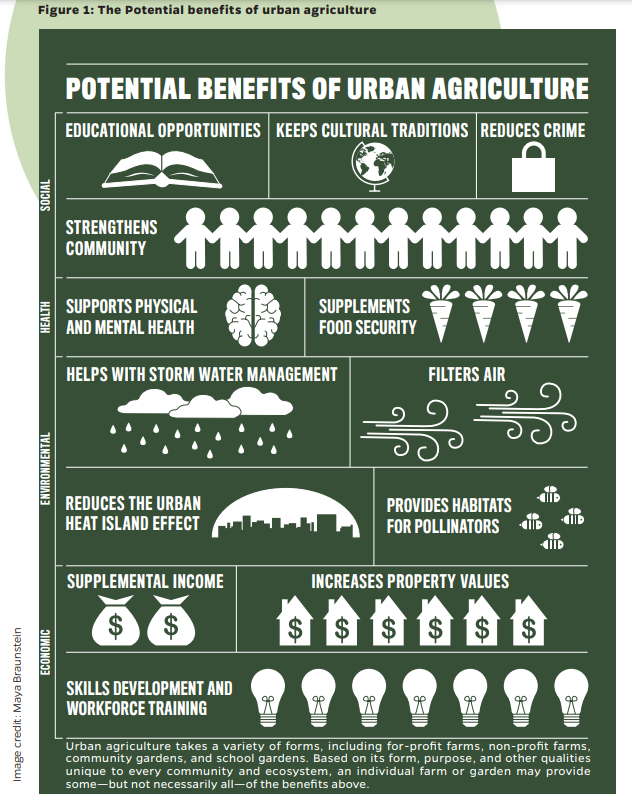 Figure 1: The Potential benefits of urban agriculture
POTENTIAL BENEFITS OF URBAN AGRICULTURE
SOCIAL
EDUCATIONAL OPPORTUNITIES
KEEPS CULTURAL TRADITIONS
REDUCES CRIME
STRENGTHENS
COMMUNITY
HEALTH
SUPPORTS PHYSICAL
AND MENTAL HEALTH
SUPPLEMENTS
FOOD SECURITY
ENVIRONMENTAL
HELPS WITH STORM WATER MANAGEMENT
FILTERS AIR
REDUCES THE URBAN
HEAT ISLAND EFFECT
PROVIDES HABITATS
FOR POLLINATORS
ECONOMIC
SUPPLEMENTAL INCOME
$ $
INCREASES PROPERTY VALUES
$ $ $ $ $ $
SKILLS DEVELOPMENT AND
WORKFORCE TRAINING
Urban agriculture takes a variety of forms, including for-profit farms, non-profit farms,
community gardens, and school gardens. Based on its form, purpose, and other qualities
unique to every community and ecosystem, an individual farm or garden may provide
some—but not necessarily all—of the benefits above.
Image credit: Maya Braunstein